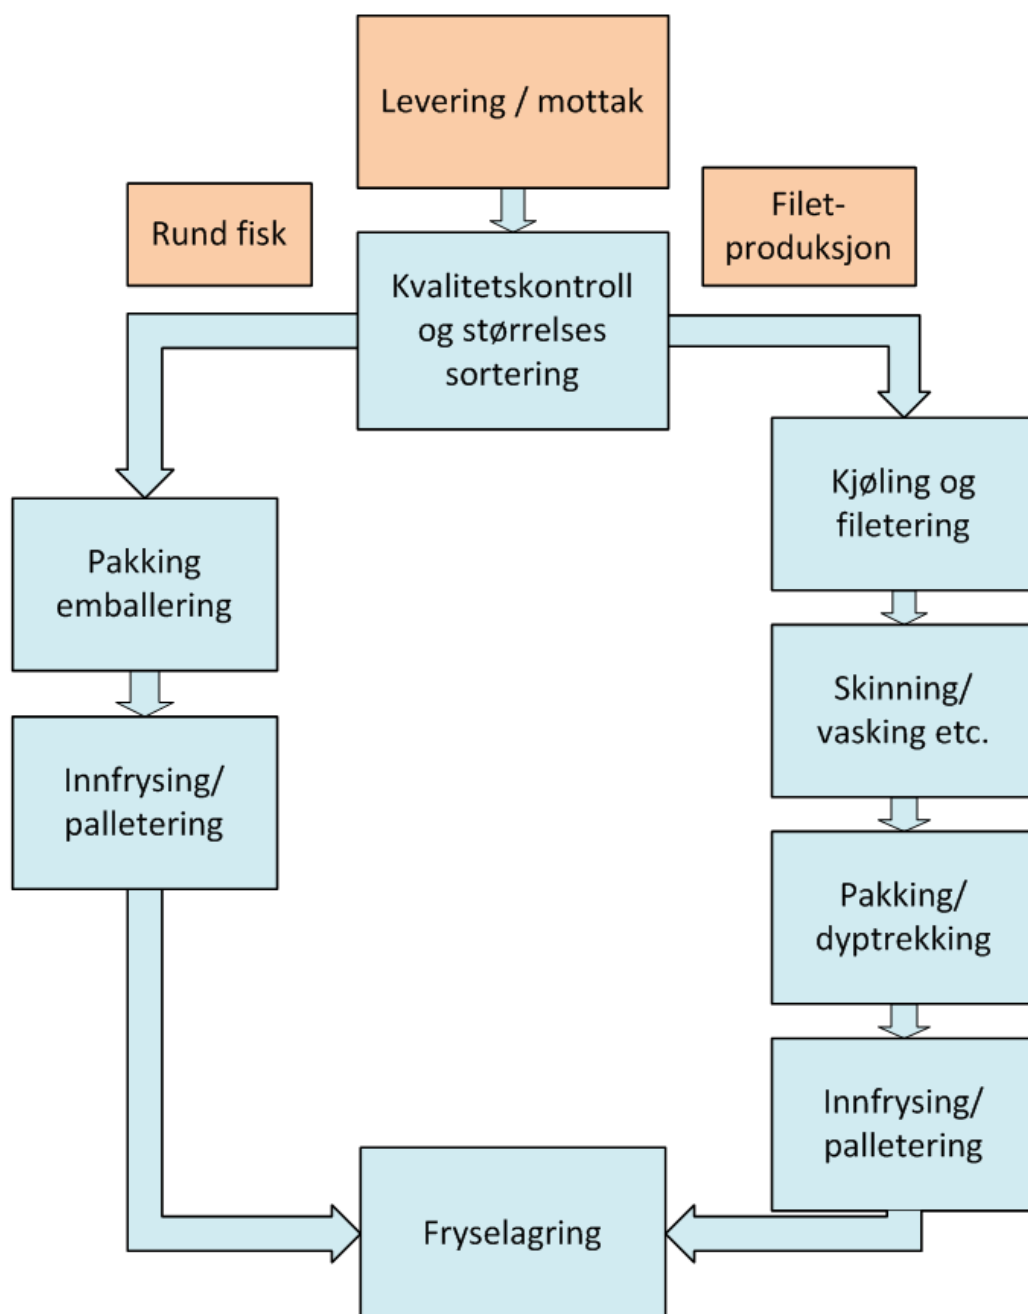 Levering / mottak
Rund fisk
Filet-
produksjon
Kvalitetskontroll
og størrelses
sortering
Pakking
emballering
Innfrysing/
palletering
Kjøling og
filetering
Skinning/
vasking etc.
Pakking/
dyptrekking
Innfrysing/
palletering
Fryselagring